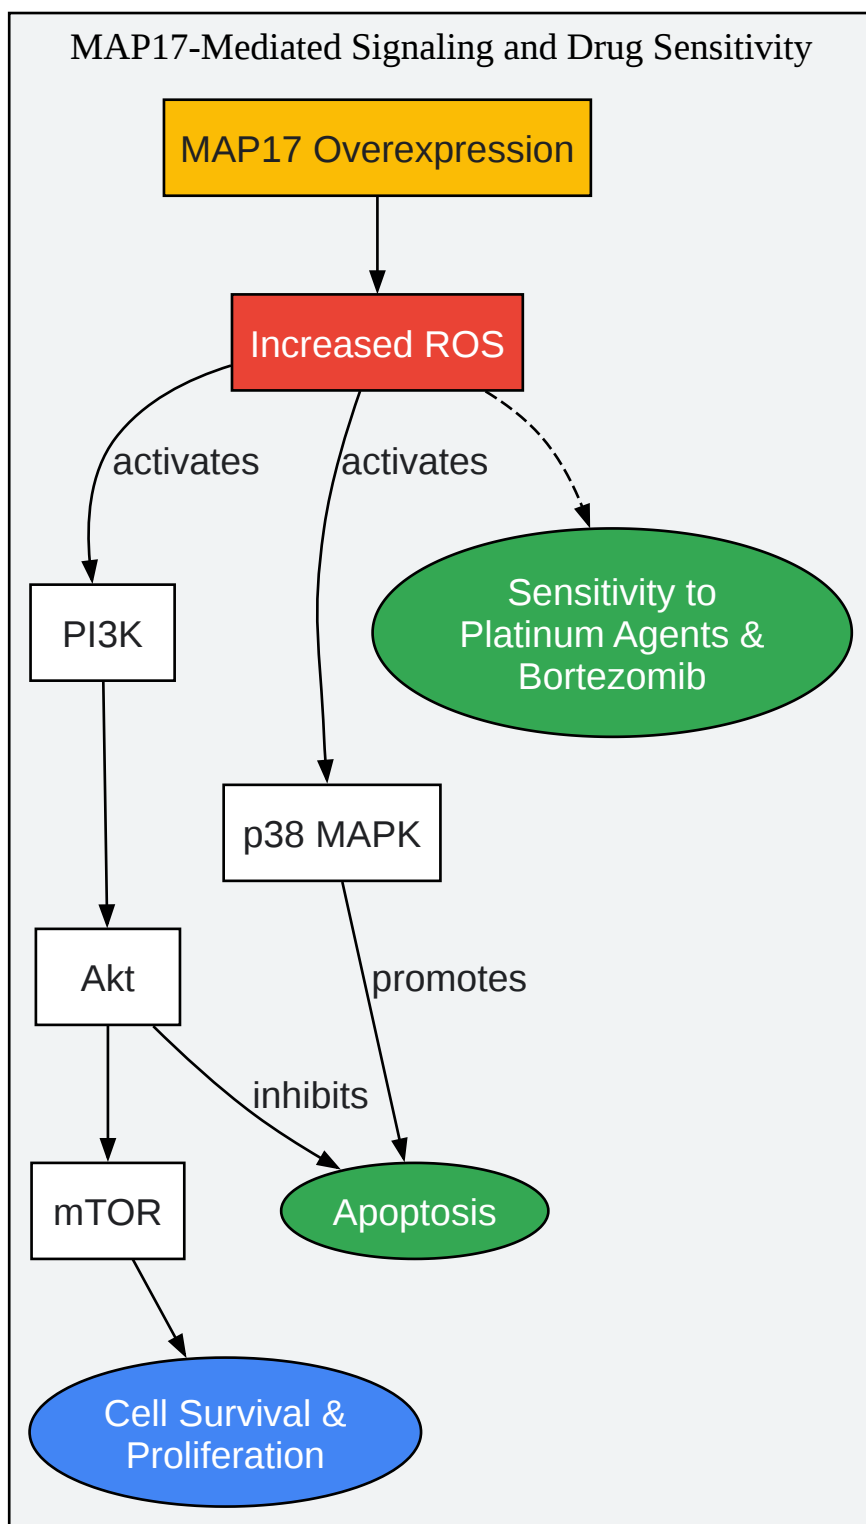 MAP17-Mediated Signaling and Drug Sensitivity
MAP17 Overexpression
Increased ROS
activates
activates
Sensitivity to
Platinum Agents &
Bortezomib
PI3K
p38 MAPK
Akt
promotes
inhibits
mTOR
Apoptosis
Cell Survival &
Proliferation